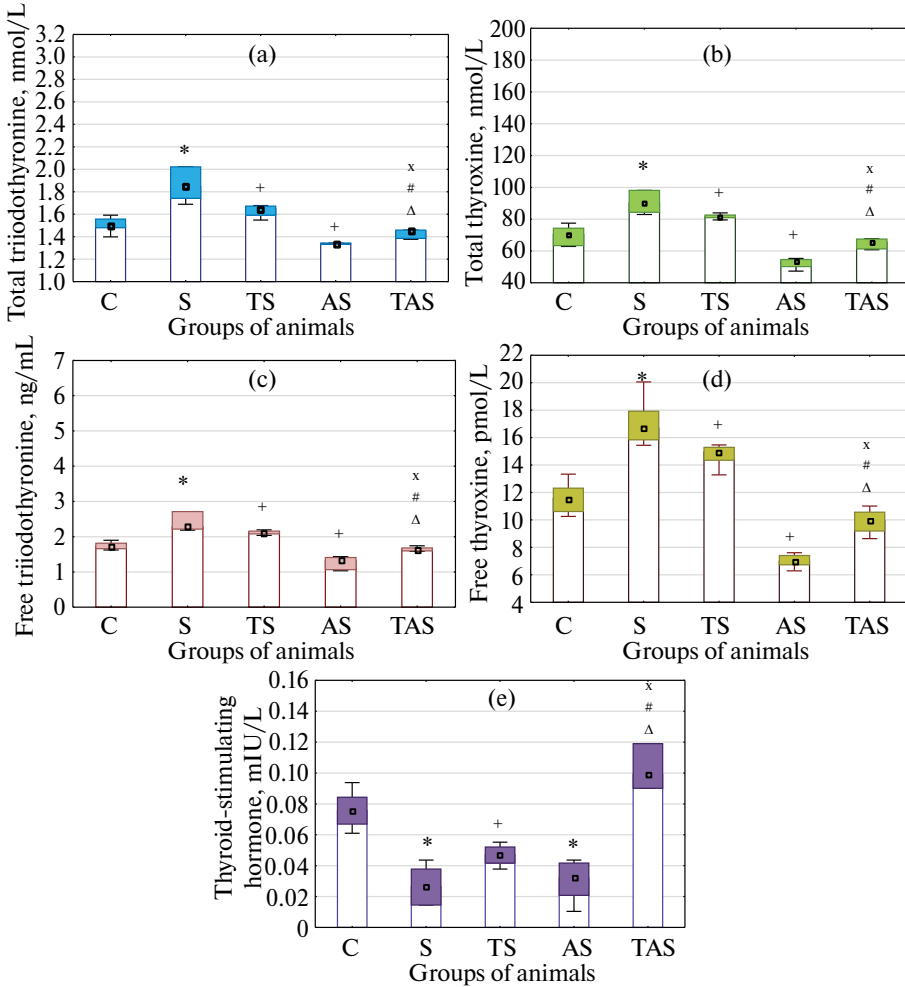 (a)
Total triiodothyronine, nmol/L
3.2
3.0
2.8
2.6
2.4
2.2
2.0
1.8
1.6
1.4
1.2
1.0
*
+
+
x
#
Δ
C S TS AS TAS
Groups of animals
(b)
Total thyroxine, nmol/L
200
180
160
140
120
100
80
60
40
*
+
+
x
#
Δ
C S TS AS TAS
Groups of animals
(c)
Free triiodothyronine, ng/mL
7
6
5
4
3
2
1
0
*
+
+
x
#
Δ
C S TS AS TAS
Groups of animals
(d)
Free thyroxine, pmol/L
22
20
18
16
14
12
10
8
6
4
*
+
+
x
#
Δ
C S TS AS TAS
Groups of animals
(e)
Thyroid-stimulating
hormone, mIU/L
0.16
0.14
0.12
0.10
0.08
0.06
0.04
0.02
0
*
+
*
x
#
Δ
C S TS AS TAS
Groups of animals